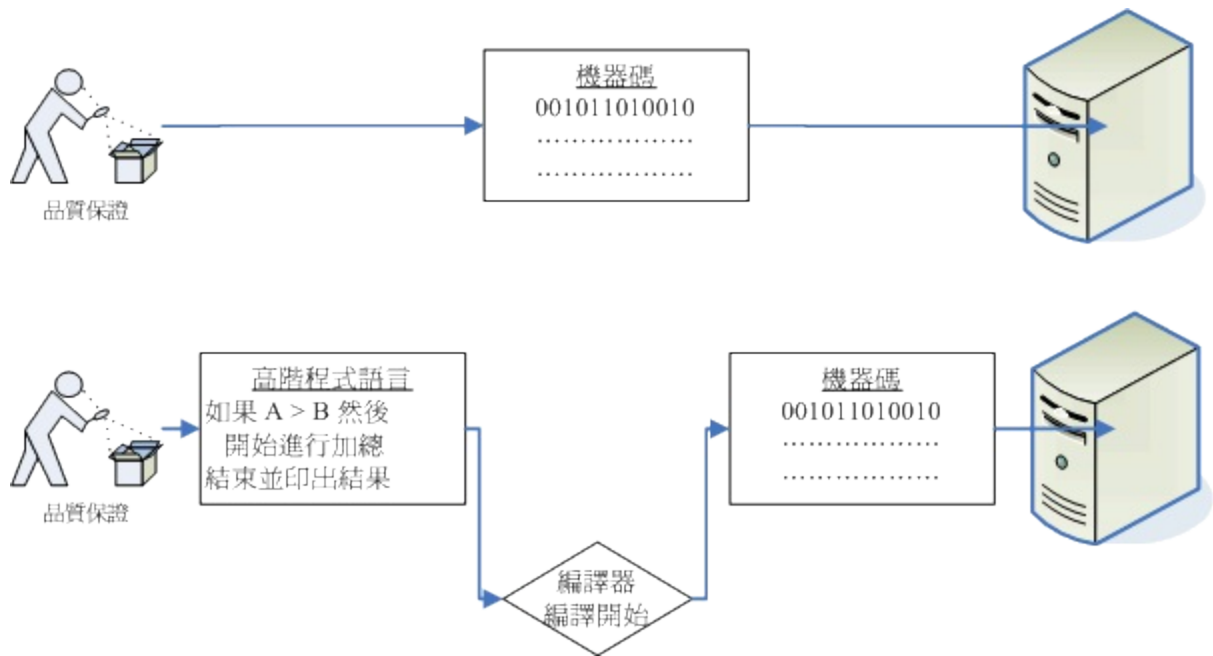 機器碼
001011010010
………………
………………
品質保證
高階程式語言
如果 A > B 然後
開始進行加總
結束並印出結果
機器碼
001011010010
………………
………………
品質保證
編譯器
編譯開始